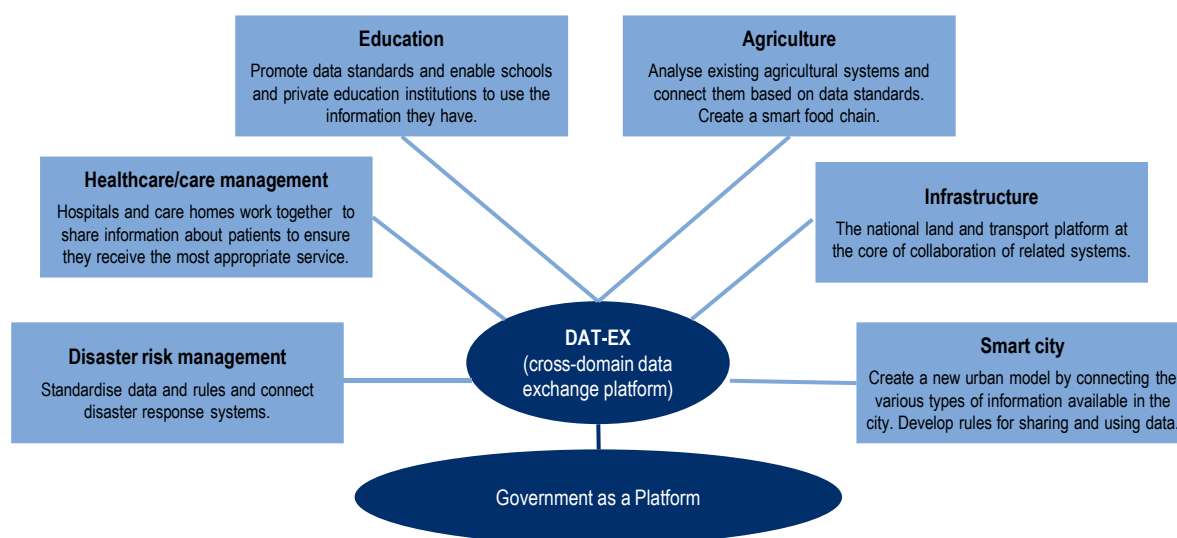 Education
Promote data standards and enable schools
and private education institutions to use the
information they have.
Agriculture
Analyse existing agricultural systems and
connect them based on data standards.
Create a smart food chain.
Healthcare/care management
Hospitals and care homes work together to
share information about patients to ensure
they receive the most appropriate service.
Infrastructure
The national land and transport platform at
the core of collaboration of related systems.
Disaster risk management
Standardise data and rules and connect
disaster response systems.
DAT-EX
(cross-domain data
exchange platform)
Smart city
Create a new urban model by connecting the
various types of information available in the
city. Develop rules for sharing and using data.
Government as a Platform